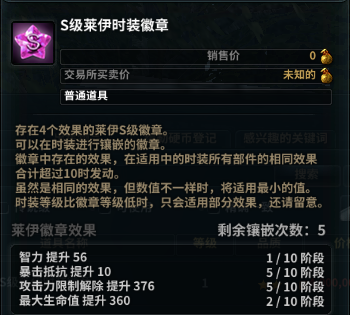 S级莱伊时装徽章
销售价 0
交易所买卖价 未知的
普通道具
存在4个效果的莱伊S级徽章。
可以在时装进行镶嵌的徽章。
徽章中存在的效果，在适用中的时装所有部件的相同效果
合计超过10时发动。
虽然是相同的效果，但数值不一样时，将适用最小的值。
时装等级比徽章等级低时，只会适用部分效果，还请留意。
莱伊徽章效果 剩余镶嵌次数：5
智力 提升 56 1 / 10 阶段
暴击抵抗 提升 10 5 / 10 阶段
攻击力限制解除 提升 376 5 / 10 阶段
最大生命值 提升 360 2 / 10 阶段